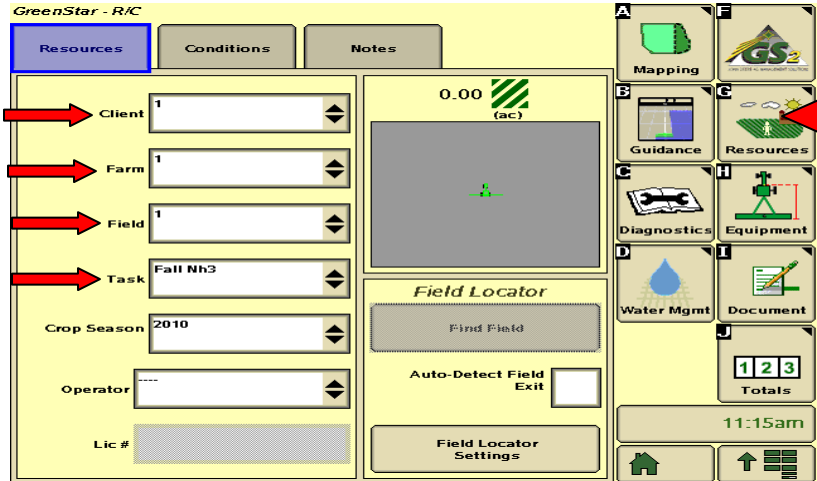 GreenStar - R/C
Resources
Conditions
Notes
Client
1
Farm
1
Field
1
Task
Fall Nh3
Crop Season
2010
Operator
----
Lic #
0.00
(ac)
Field Locator
Find Field
Auto-Detect Field
Exit
Field Locator
Settings
A
Mapping
F
GS2
B
Guidance
G
Resources
C
Diagnostics
H
Equipment
D
Water Mgmt
I
Document
J
1 2 3
Totals
11:15am